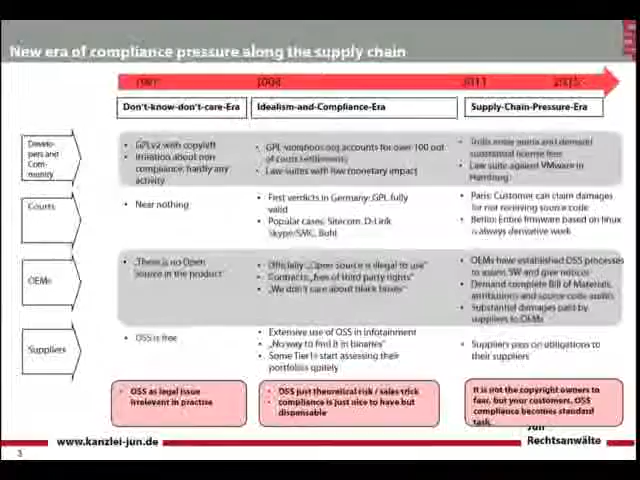 New era of compliance pressure along the supply chain
2004
2011
2015
Don't-know-don't-care-Era
Idealism-and-Compliance-Era
Supply-Chain-Pressure-Era
Develo-
pers and
Com-
munity
• GPLv2 with copyleft
• Irritation about non
compliance, hardly any
activity
• GPL-violations.org accounts for over 100 out
of court settlements
• Law suites with low monetary impact
• Trolls enter arena and demand
substantial license fees
• Law suite against VMware in
Hamburg
Courts
• Near nothing
• First verdicts in Germany: GPL fully
valid
• Popular cases: Sitecom, D-Link
Skype/SMC, Buhl
• Paris: Customer can claim damages
for not receiving source code
• Berlin: Entire firmware based on linux
is always derivative work
OEMs
• „There is no Open
Source in the product"
• Officially: „Open Source is illegal to use"
• Contracts: „free of third party rights"
• „We don't care about black boxes"
• OEMs have established OSS processes
to assess SW and give notices
• Demand complete Bill of Materials,
attributions and source code audits
• Substantial damages paid by
suppliers to OEMs
Suppliers
• OSS is free
• Extensive use of OSS in infotainment
• „No way to find it in binaries"
• Some Tier1s start assessing their
portfolios
• Suppliers pass on obligations to
their suppliers
• OSS as legal issue
irrelevant in practise
• OSS just theoretical risk / sales trick
• compliance is just nice to have but
dispensable
It is not the copyright owners to
fear, but your customers. OSS
compliance becomes standard
task.
www.kanzlei-jun.de
Jun
Rechtsanwälte
3